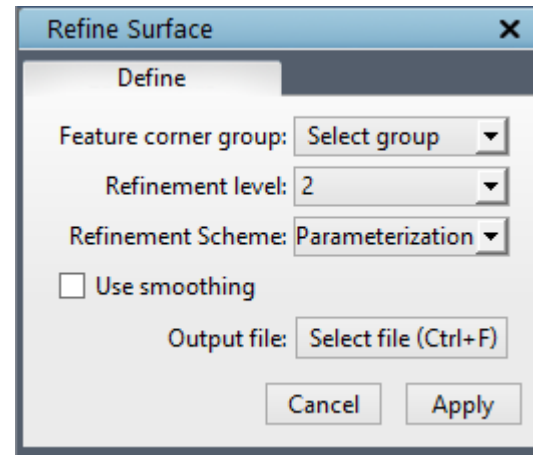 Refine Surface
Define
Feature corner group: Select group
Refinement level: 2
Refinement Scheme: Parameterization
Use smoothing
Output file: Select file (Ctrl+F)
Cancel Apply